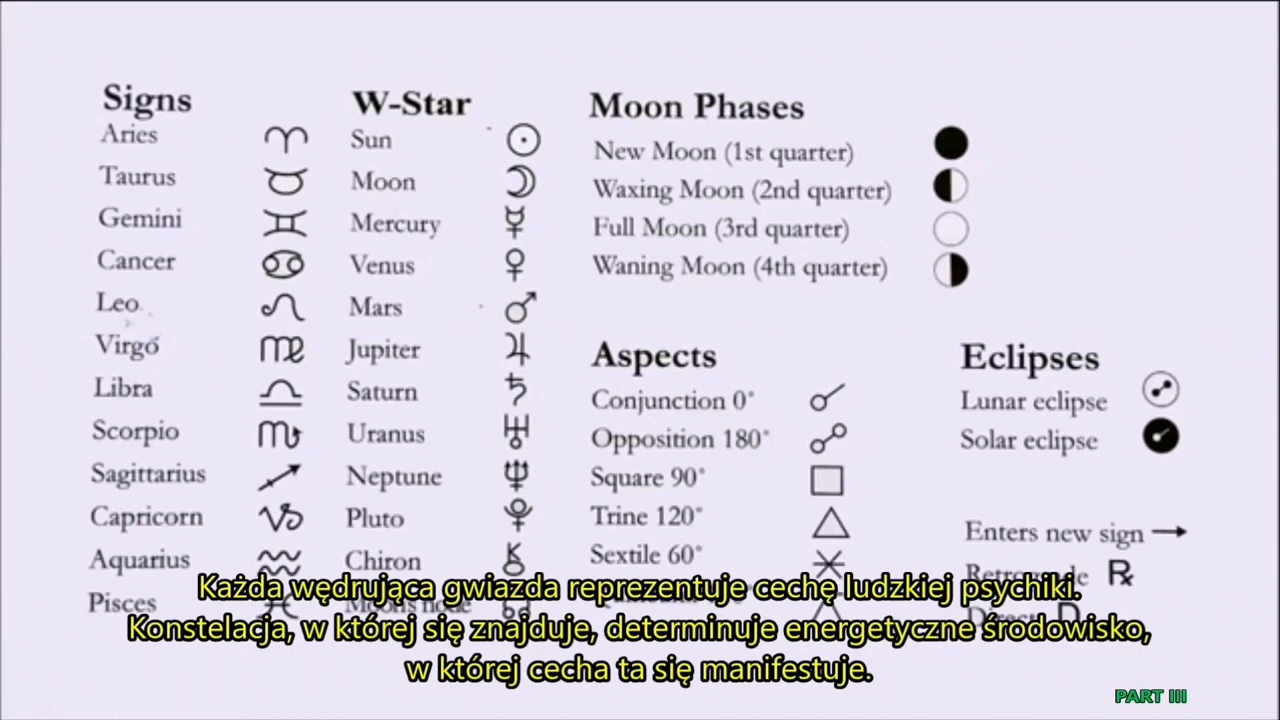 Signs
Aries
Taurus
Gemini
Cancer
Leo
Virgo
Libra
Scorpio
Sagittarius
Capricorn
Aquarius
Pisces
W-Star
Sun
Moon
Mercury
Venus
Mars
Jupiter
Saturn
Uranus
Neptune
Pluto
Chiron
Moon's node
Moon Phases
New Moon (1st quarter)
Waxing Moon (2nd quarter)
Full Moon (3rd quarter)
Waning Moon (4th quarter)
Aspects
Conjunction 0°
Opposition 180°
Square 90°
Trine 120°
Sextile 60°
Eclipses
Lunar eclipse
Solar eclipse
Enters new sign →
Retrograde ℞
Direct D
Każda wędrująca gwiazda reprezentuje cechę ludzkiej psychiki.
Konstelacja, w której się znajduje, determinuje energetyczne środowisko,
w której cecha ta się manifestuje.
PART III